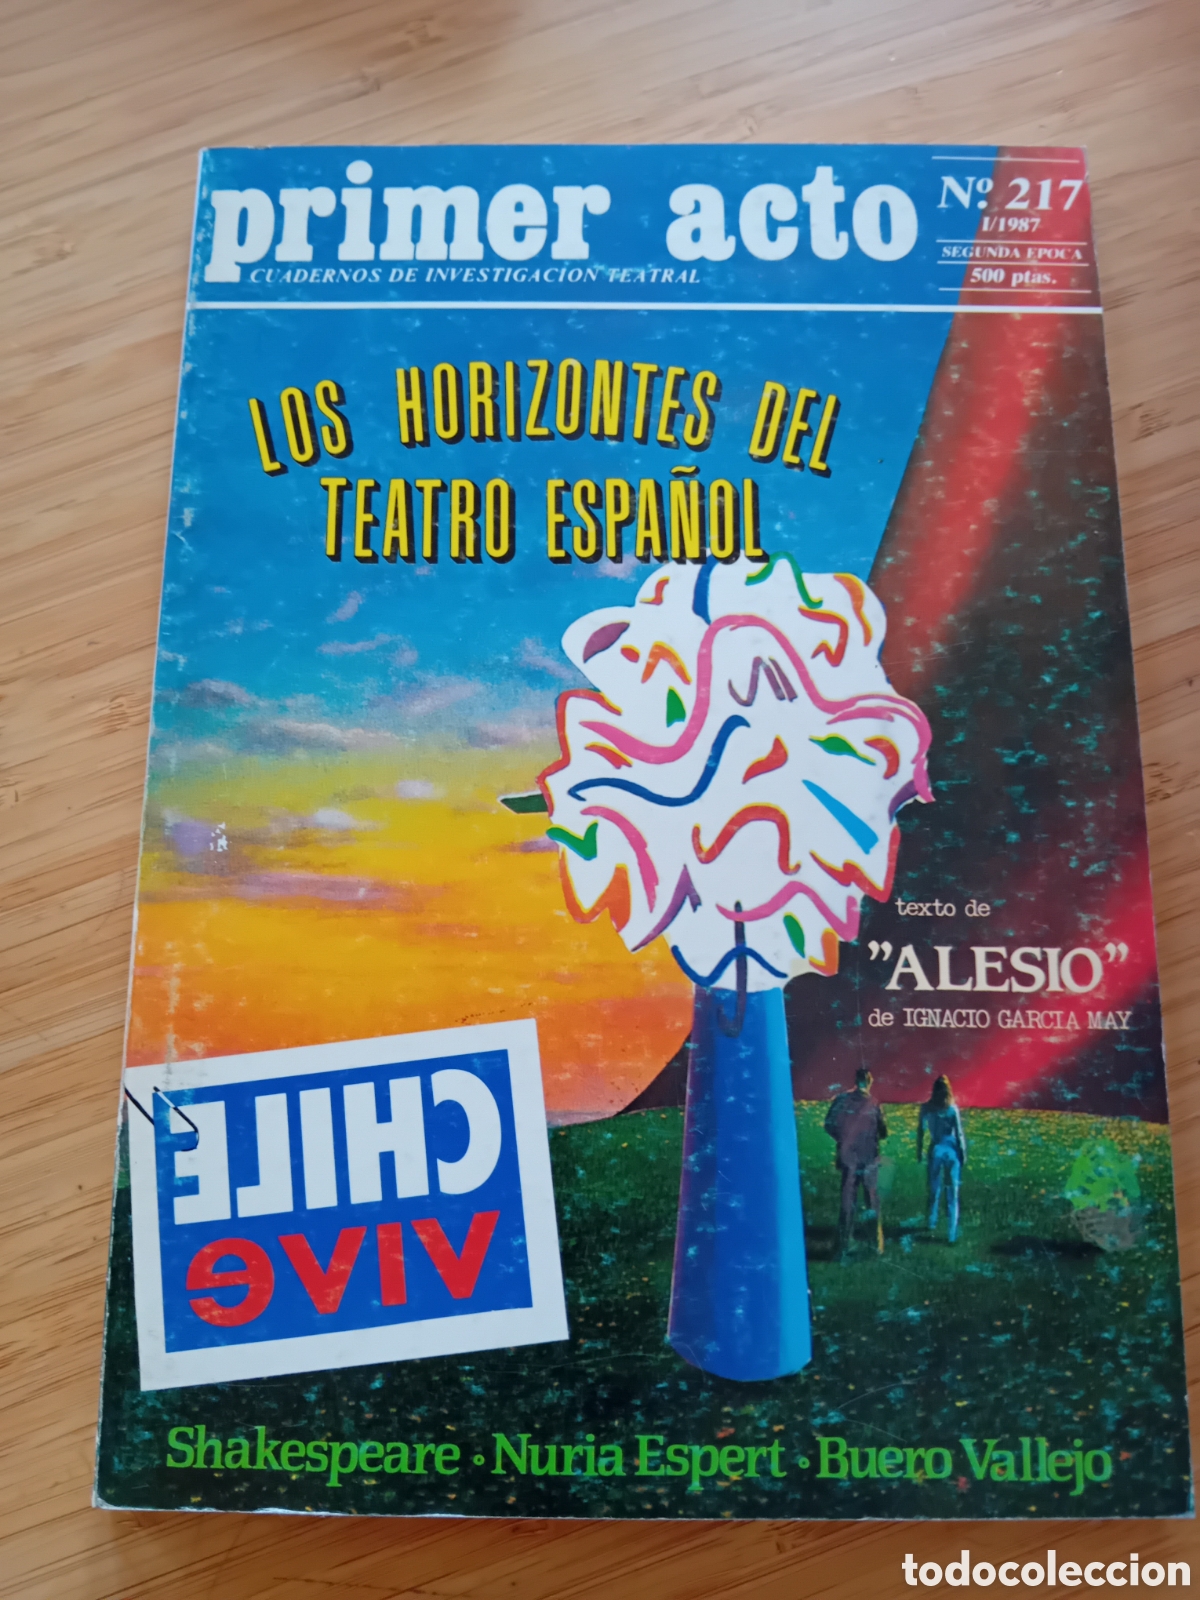 primer acto
CUADERNOS DE INVESTIGACION TEATRAL
Nº. 217
I/1987
SEGUNDA EPOCA
500 ptas.
LOS HORIZONTES DEL
TEATRO ESPAÑOL
texto de
"ALESIO"
de IGNACIO GARCIA MAY
CHILE
VIVe
Shakespeare • Nuria Espert • Buero Vallejo
todocoleccion